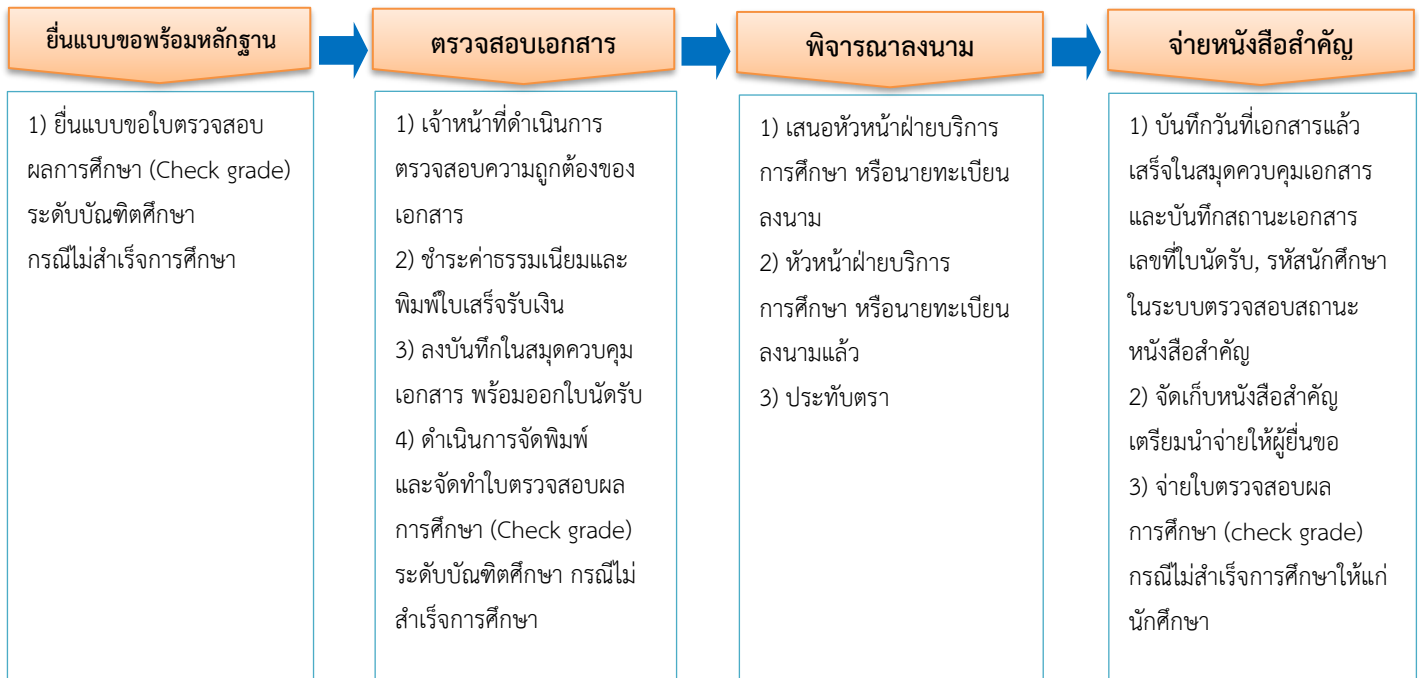 ยื่นแบบขอพร้อมหลักฐาน
1) ยื่นแบบขอใบตรวจสอบ
ผลการศึกษา (Check grade)
ระดับบัณฑิตศึกษา
กรณีไม่สำเร็จการศึกษา
ตรวจสอบเอกสาร
1) เจ้าหน้าที่ดำเนินการ
ตรวจสอบความถูกต้องของ
เอกสาร
2) ชำระค่าธรรมเนียมและ
พิมพ์ใบเสร็จรับเงิน
3) ลงบันทึกในสมุดควบคุม
เอกสาร พร้อมออกใบนัดรับ
4) ดำเนินการจัดพิมพ์
และจัดทำใบตรวจสอบผล
การศึกษา (Check grade)
ระดับบัณฑิตศึกษา กรณีไม่
สำเร็จการศึกษา
พิจารณาลงนาม
1) เสนอหัวหน้าฝ่ายบริการ
การศึกษา หรือนายทะเบียน
ลงนาม
2) หัวหน้าฝ่ายบริการ
การศึกษา หรือนายทะเบียน
ลงนามแล้ว
3) ประทับตรา
จ่ายหนังสือสำคัญ
1) บันทึกวันที่เอกสารแล้ว
เสร็จในสมุดควบคุมเอกสาร
และบันทึกสถานะเอกสาร
เลขที่ใบนัดรับ, รหัสนักศึกษา
ในระบบตรวจสอบสถานะ
หนังสือสำคัญ
2) จัดเก็บหนังสือสำคัญ
เตรียมนำจ่ายให้ผู้ยื่นขอ
3) จ่ายใบตรวจสอบผล
การศึกษา (check grade)
กรณีไม่สำเร็จการศึกษาให้แก่
นักศึกษา